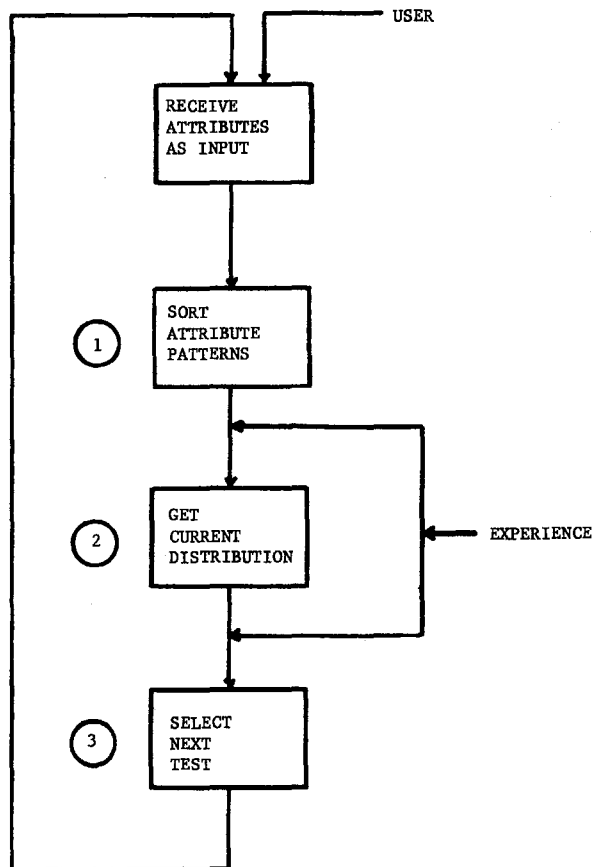 USER
RECEIVE
ATTRIBUTES
AS INPUT
1
SORT
ATTRIBUTE
PATTERNS
2
GET
CURRENT
DISTRIBUTION
EXPERIENCE
3
SELECT
NEXT
TEST